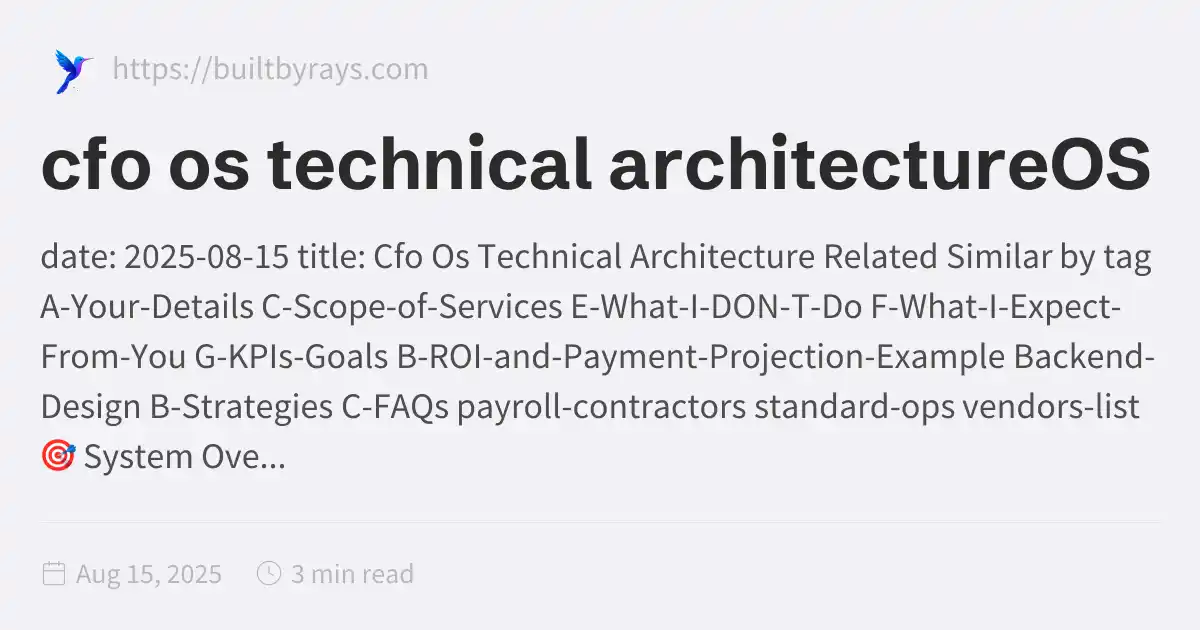 https://builtbyrays.com
cfo os technical architectureOS
date: 2025-08-15 title: Cfo Os Technical Architecture Related Similar by tag
A-Your-Details C-Scope-of-Services E-What-I-DON-T-Do F-What-I-Expect-
From-You G-KPIs-Goals B-ROI-and-Payment-Projection-Example Backend-
Design B-Strategies C-FAQs payroll-contractors standard-ops vendors-list
🎯 System Ove...
Aug 15, 2025 3 min read